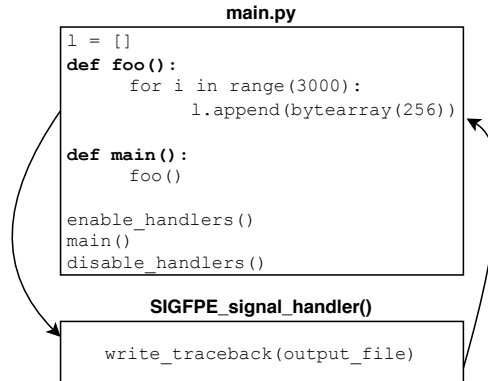 main.py
l = []
def foo():
for i in range(3000):
l.append(bytearray(256))
def main():
foo()
enable_handlers()
main()
disable_handlers()
SIGFPE_signal_handler()
write_traceback(output_file)